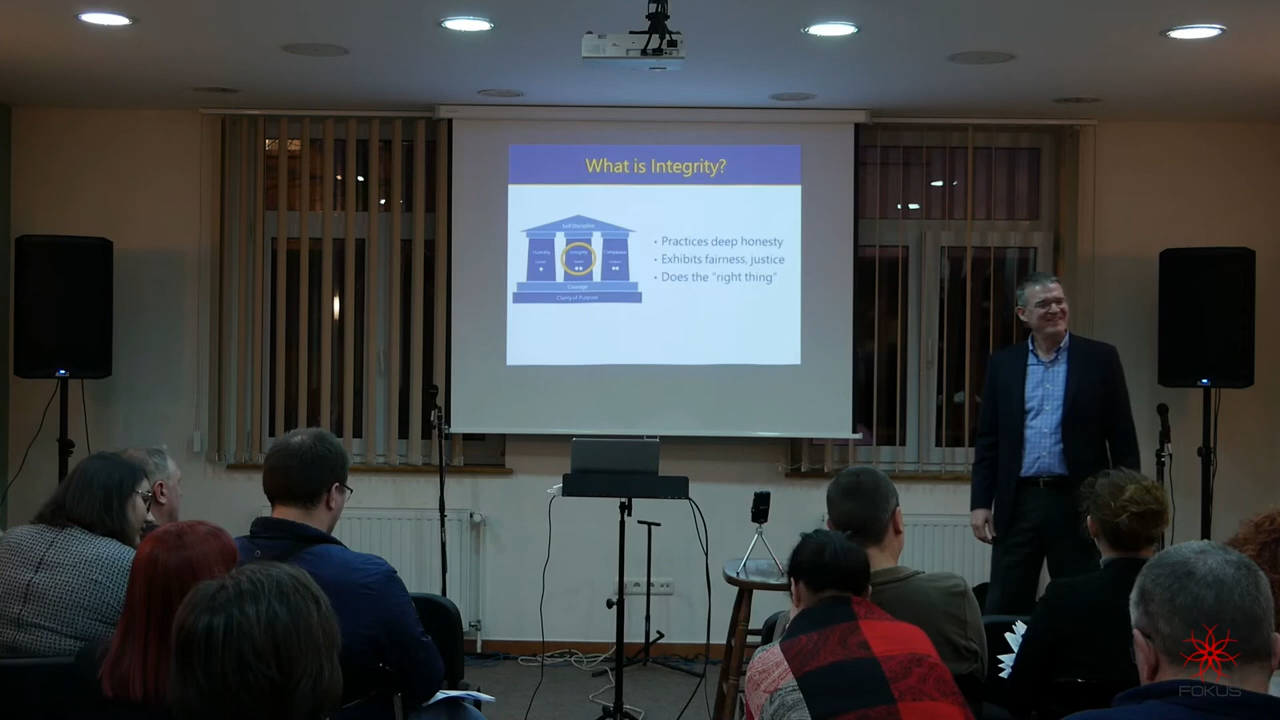 What is Integrity?
Self Discipline
Humility
Integrity
Compassion
Courage
Clarity of Purpose
• Practices deep honesty
• Exhibits fairness, justice
• Does the "right thing"
FOKUS